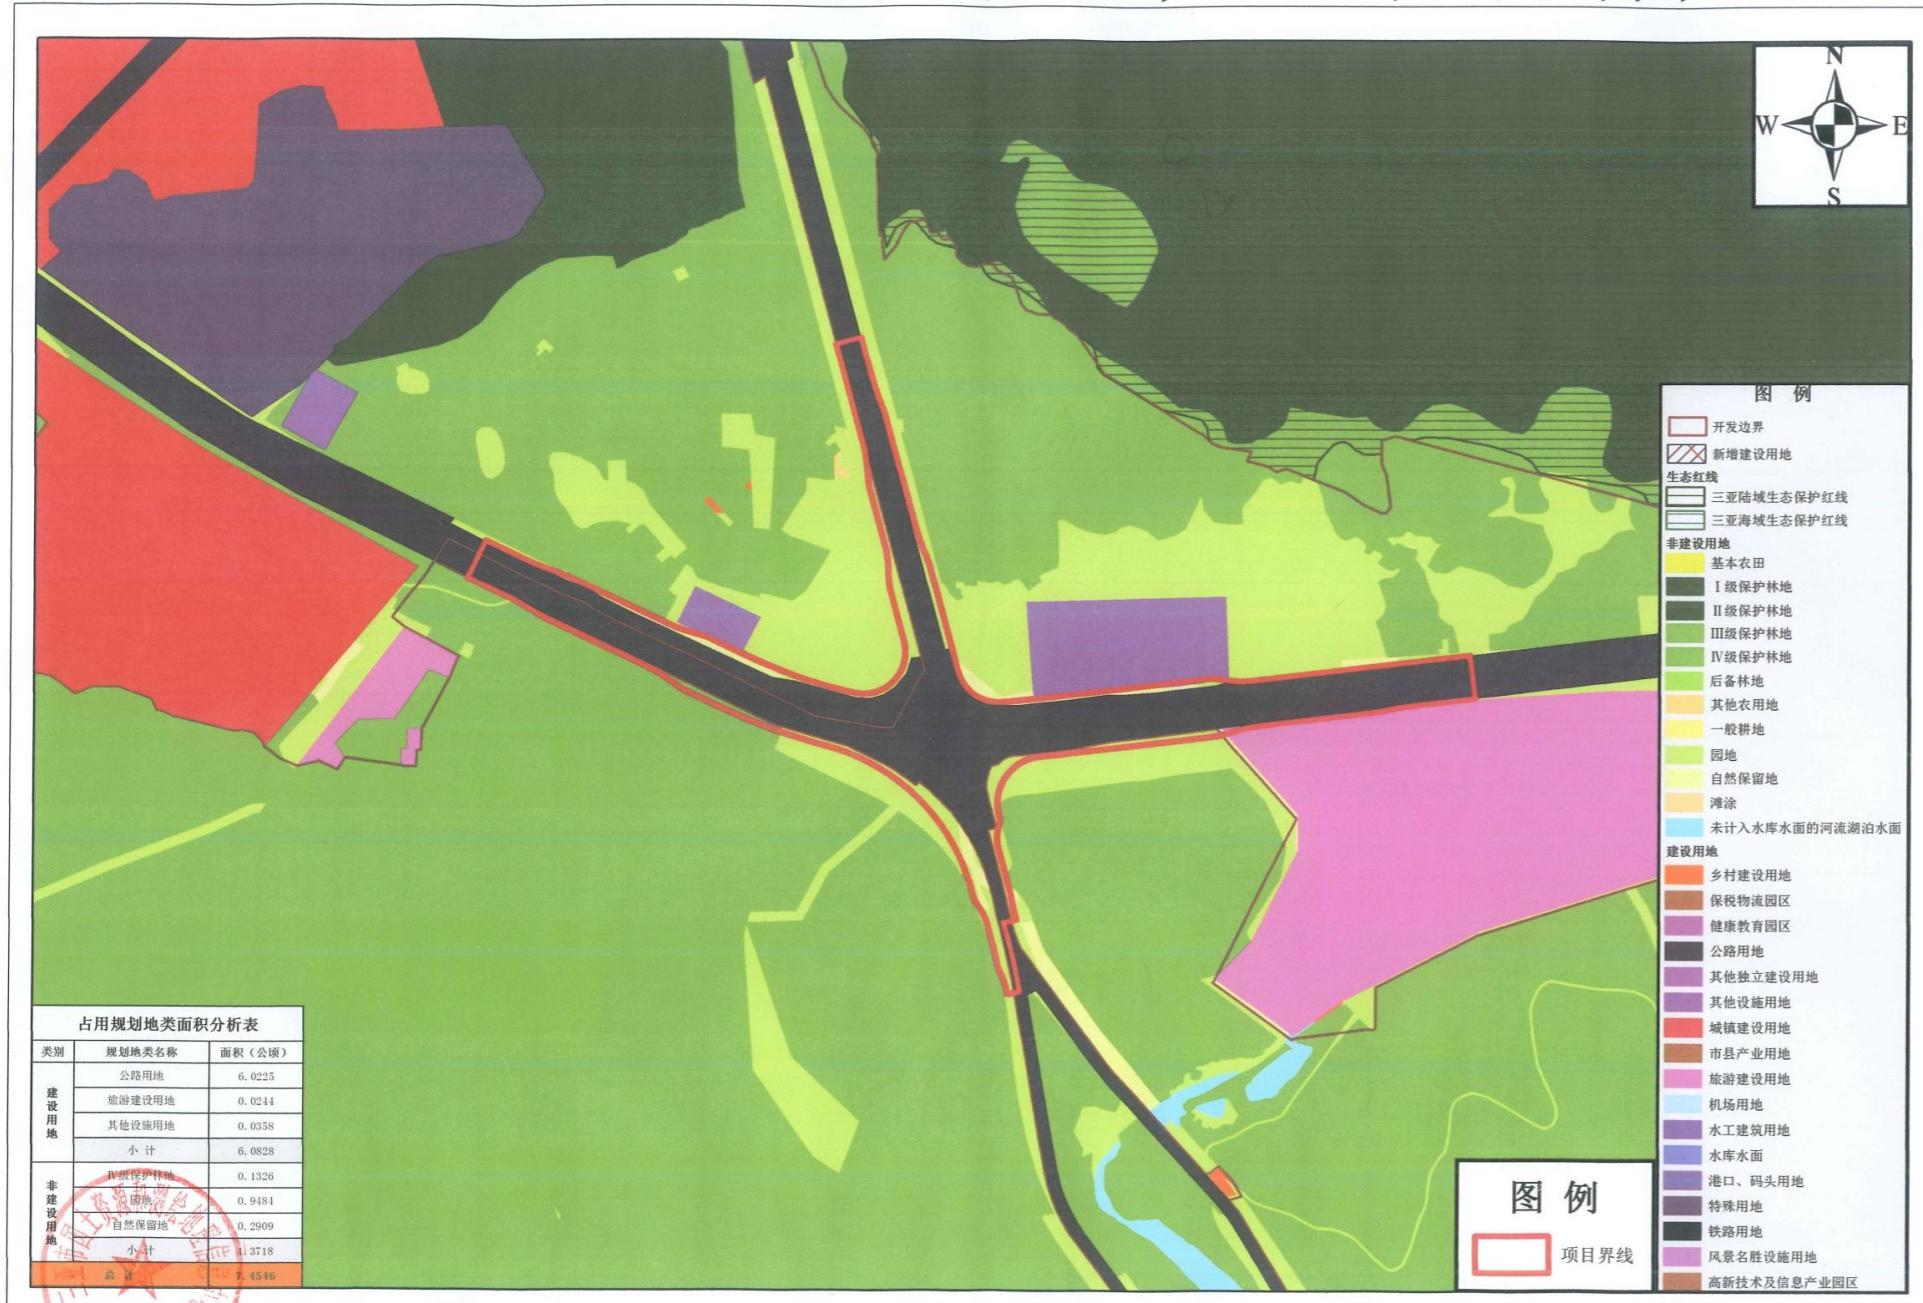 N
W
E
S
图 例
开发边界
新增建设用地
生态红线
三亚陆域生态保护红线
三亚海域生态保护红线
非建设用地
基本农田
Ⅰ级保护林地
Ⅱ级保护林地
Ⅲ级保护林地
Ⅳ级保护林地
后备林地
其他农用地
一般耕地
园地
自然保留地
滩涂
未计入水库水面的河流湖泊水面
建设用地
乡村建设用地
保税物流园区
健康教育园区
公路用地
其他独立建设用地
其他设施用地
城镇建设用地
市县产业用地
旅游建设用地
机场用地
水工建筑用地
水库水面
港口、码头用地
特殊用地
铁路用地
风景名胜设施用地
高新技术及信息产业园区
占用规划地类面积分析表
类别 规划地类名称 面积（公顷）
建设用地
公路用地 6.0225
旅游建设用地 0.0244
其他设施用地 0.0358
小 计 6.0828
非建设用地
Ⅳ级保护林地 0.1326
园地 0.9484
自然保留地 0.2909
小 计 1.3718
总 计 7.4546
图 例
项目界线